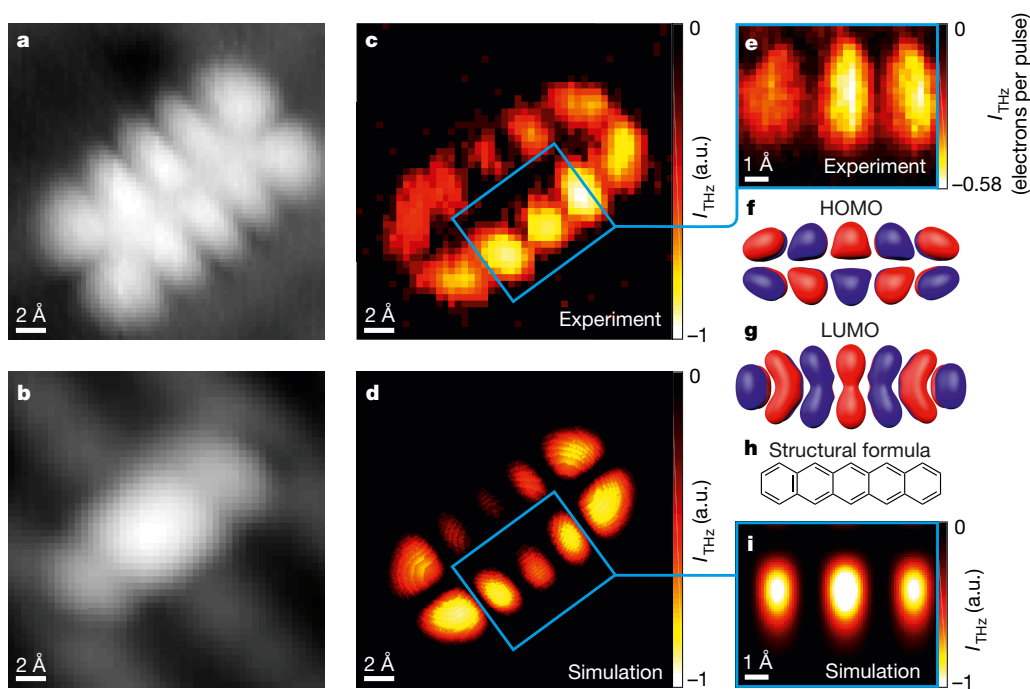 a
2 Å
b
2 Å
c
2 Å
Experiment
0
I_THz (a.u.)
−1
d
2 Å
Simulation
0
I_THz (a.u.)
−1
e
1 Å
Experiment
0
I_THz
(electrons per pulse)
−0.58
f
HOMO
g
LUMO
h Structural formula
i
1 Å
Simulation
0
I_THz (a.u.)
−1